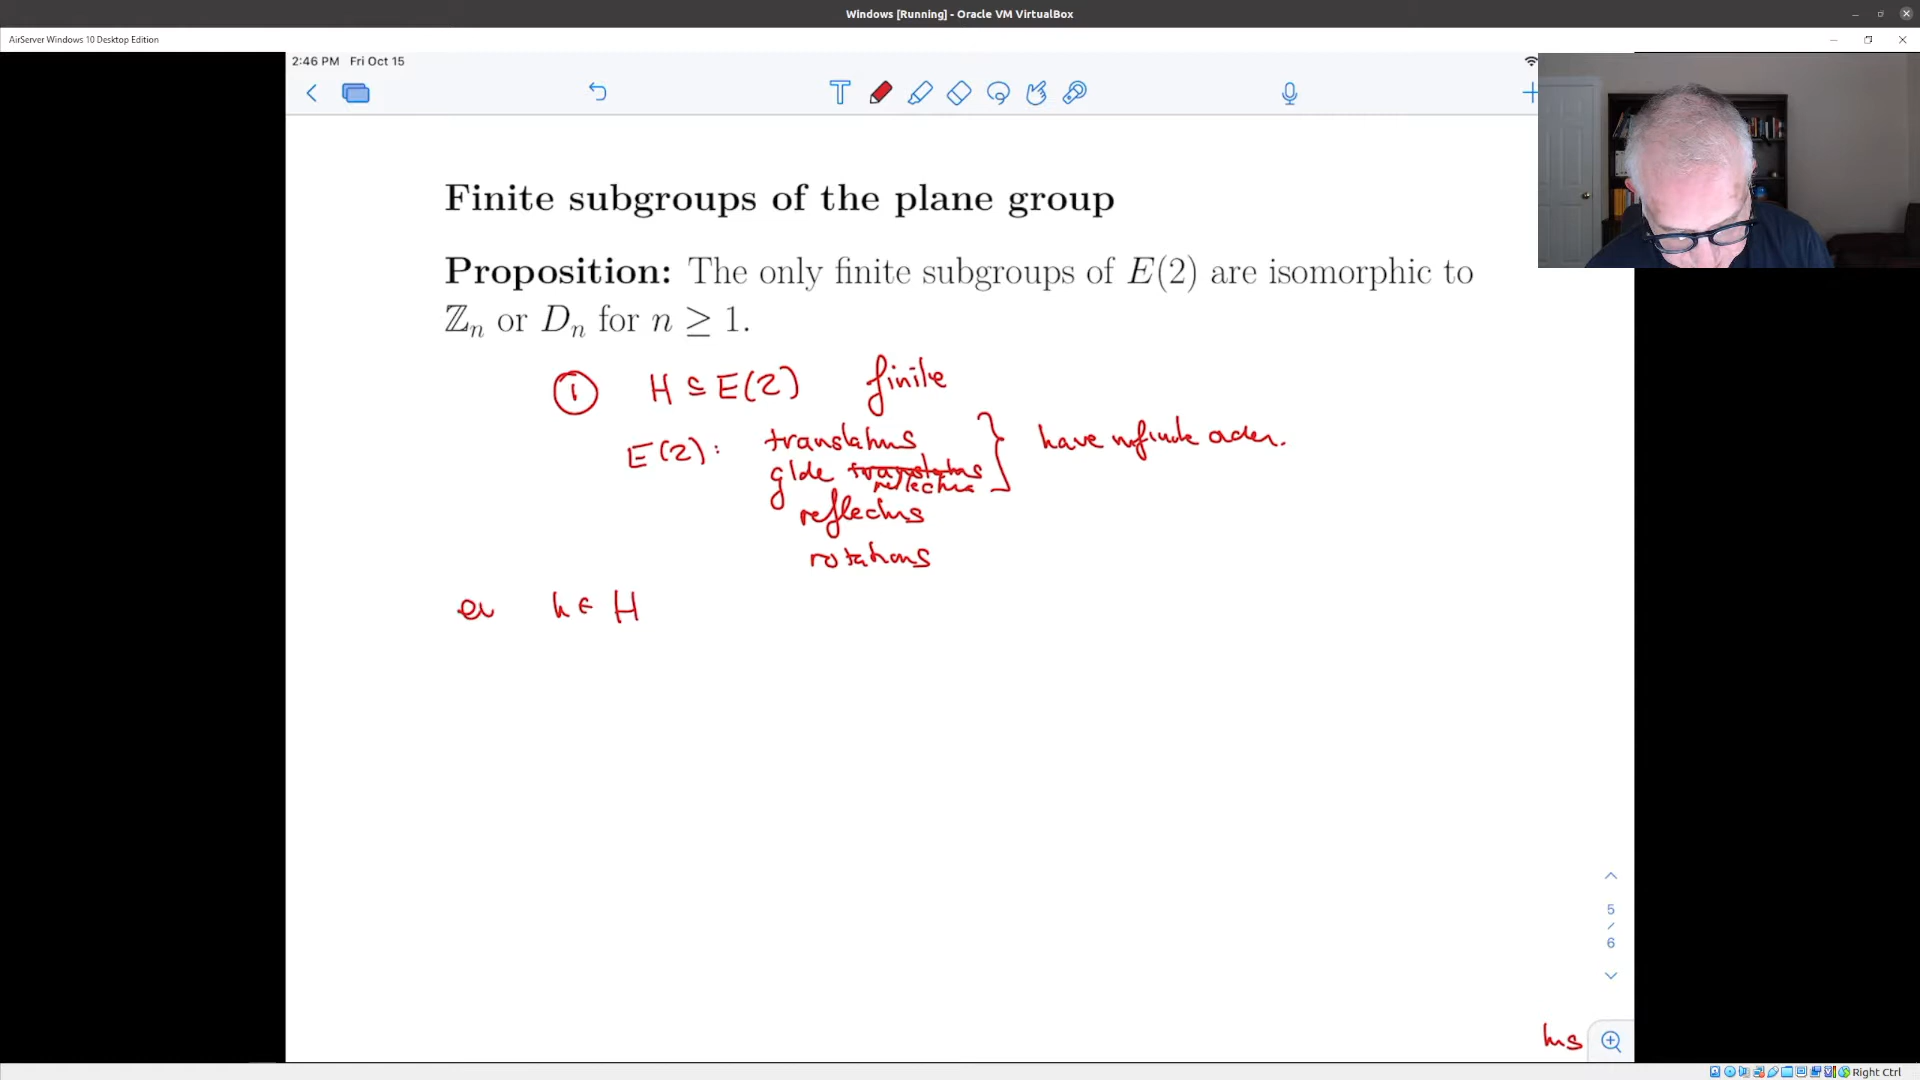 Windows [Running] - Oracle VM VirtualBox
AirServer Windows 10 Desktop Edition
2:46 PM Fri Oct 15
Finite subgroups of the plane group
Proposition: The only finite subgroups of E(2) are isomorphic to
ℤₙ or Dₙ for n ≥ 1.
① H ⊆ E(2) finite
E(2): translations } have infinite order.
glide translations
reflections
reflections
rotations
h ∈ H
5
/
6
Right Ctrl